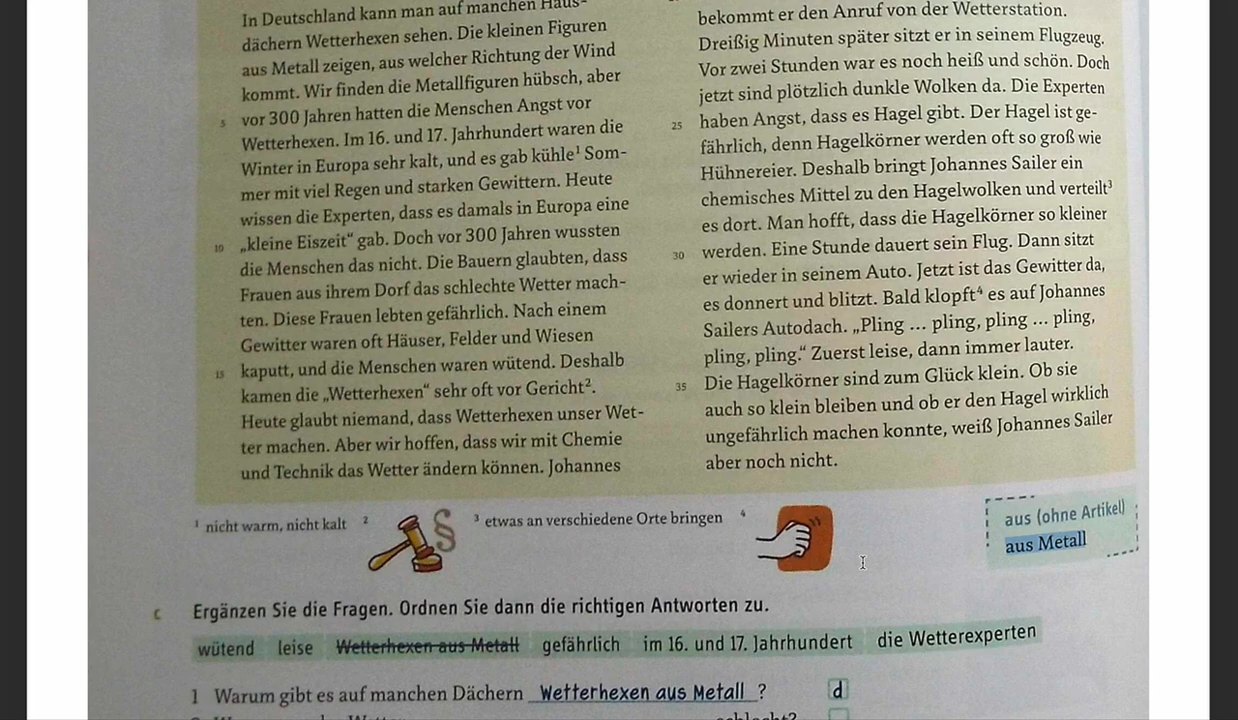 In Deutschland kann man auf manchen Haus-
dächern Wetterhexen sehen. Die kleinen Figuren
aus Metall zeigen, aus welcher Richtung der Wind
kommt. Wir finden die Metallfiguren hübsch, aber
5 vor 300 Jahren hatten die Menschen Angst vor
Wetterhexen. Im 16. und 17. Jahrhundert waren die
Winter in Europa sehr kalt, und es gab kühle¹ Som-
mer mit viel Regen und starken Gewittern. Heute
wissen die Experten, dass es damals in Europa eine
10 „kleine Eiszeit“ gab. Doch vor 300 Jahren wussten
die Menschen das nicht. Die Bauern glaubten, dass
Frauen aus ihrem Dorf das schlechte Wetter mach-
ten. Diese Frauen lebten gefährlich. Nach einem
Gewitter waren oft Häuser, Felder und Wiesen
15 kaputt, und die Menschen waren wütend. Deshalb
kamen die „Wetterhexen“ sehr oft vor Gericht².
Heute glaubt niemand, dass Wetterhexen unser Wet-
ter machen. Aber wir hoffen, dass wir mit Chemie
und Technik das Wetter ändern können. Johannes
bekommt er den Anruf von der Wetterstation.
Dreißig Minuten später sitzt er in seinem Flugzeug.
Vor zwei Stunden war es noch heiß und schön. Doch
jetzt sind plötzlich dunkle Wolken da. Die Experten
25 haben Angst, dass es Hagel gibt. Der Hagel ist ge-
fährlich, denn Hagelkörner werden oft so groß wie
Hühnereier. Deshalb bringt Johannes Sailer ein
chemisches Mittel zu den Hagelwolken und verteilt³
es dort. Man hofft, dass die Hagelkörner so kleiner
30 werden. Eine Stunde dauert sein Flug. Dann sitzt
er wieder in seinem Auto. Jetzt ist das Gewitter da,
es donnert und blitzt. Bald klopft⁴ es auf Johannes
Sailers Autodach. „Pling ... pling, pling ... pling,
pling, pling.“ Zuerst leise, dann immer lauter.
35 Die Hagelkörner sind zum Glück klein. Ob sie
auch so klein bleiben und ob er den Hagel wirklich
ungefährlich machen konnte, weiß Johannes Sailer
aber noch nicht.
¹ nicht warm, nicht kalt ² § ³ etwas an verschiedene Orte bringen ⁴
aus (ohne Artikel)
aus Metall
c Ergänzen Sie die Fragen. Ordnen Sie dann die richtigen Antworten zu.
wütend leise Wetterhexen aus Metall gefährlich im 16. und 17. Jahrhundert die Wetterexperten
1 Warum gibt es auf manchen Dächern Wetterhexen aus Metall ? d
schlecht?